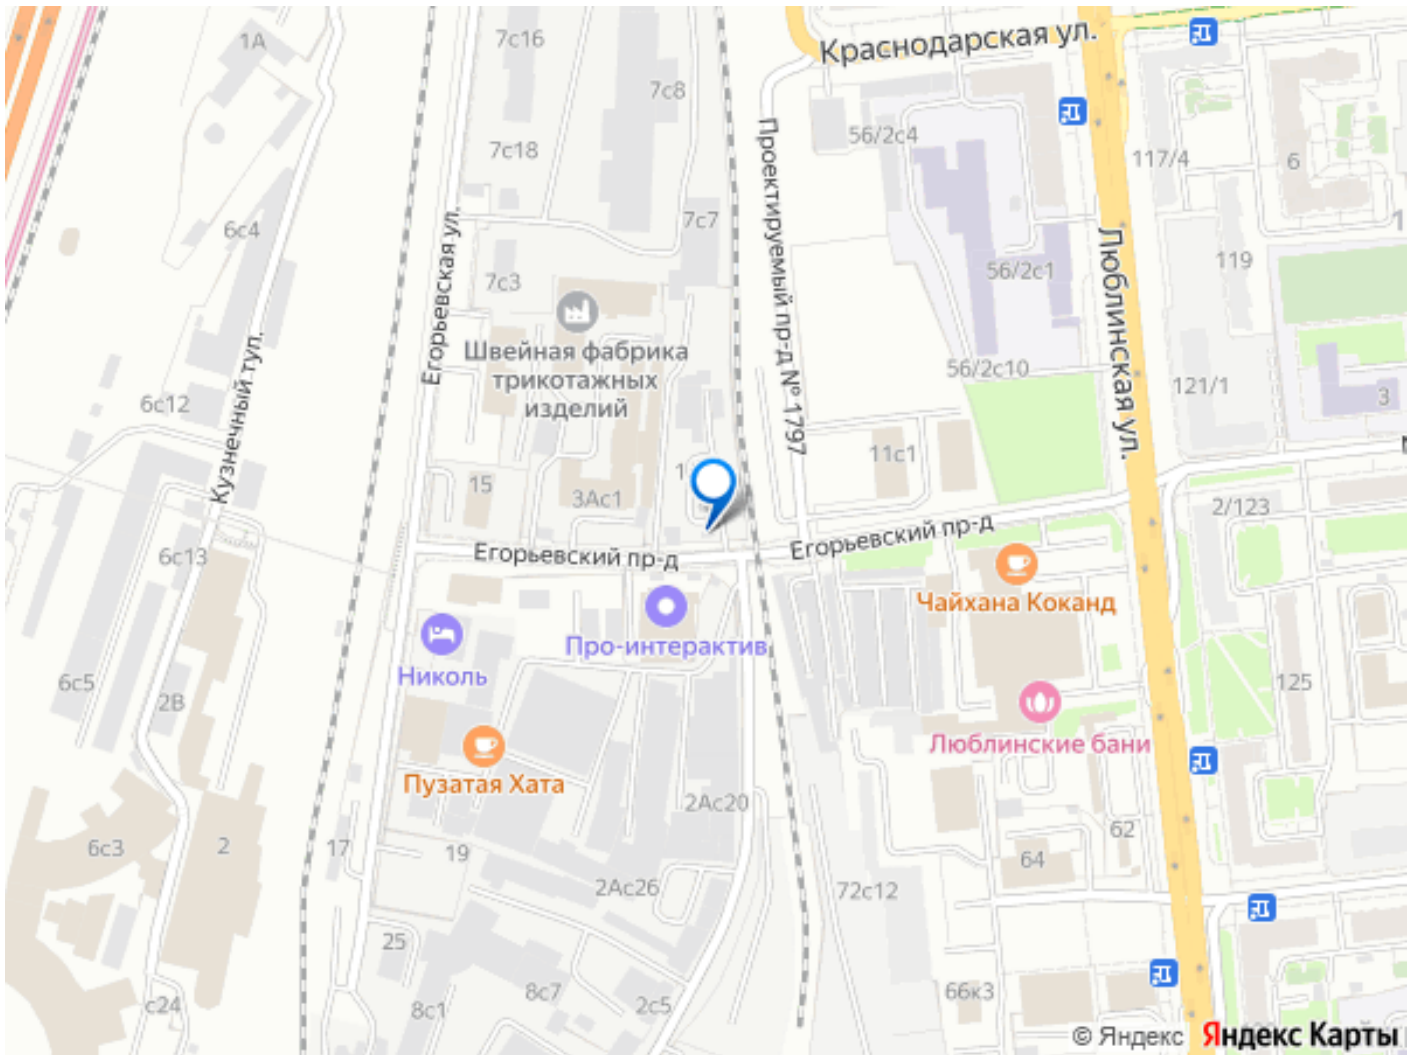 1А
7с16
Краснодарская ул.
7с8
56/2с4
7с18
117/4
6
Проектируемый пр-д № 1797
6с4
7с7
1
Егорьевская ул.
Люблинская ул.
119
7с3
56/2с1
Швейная фабрика
трикотажных
изделий
56/2с10
121/1
3
6с12
Кузнечный туп.
11с1
15
1
3Ас1
2/123
Егорьевский пр-д
Егорьевский пр-д
6с13
Чайхана Коканд
Про-интерактив
Николь
6с5
2В
125
Люблинские бани
Пузатая Хата
2Ас20
62
6с3
2
17
19
64
2Ас26
72с12
25
8с7
66к3
с24
8с1
2с5
© Яндекс Яндекс Карты